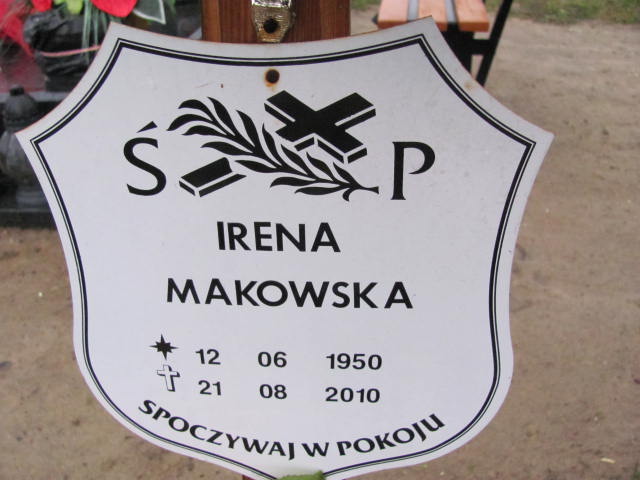 Ś P
IRENA
MAKOWSKA
12 06 1950
21 08 2010
SPOCZYWAJ W POKOJU